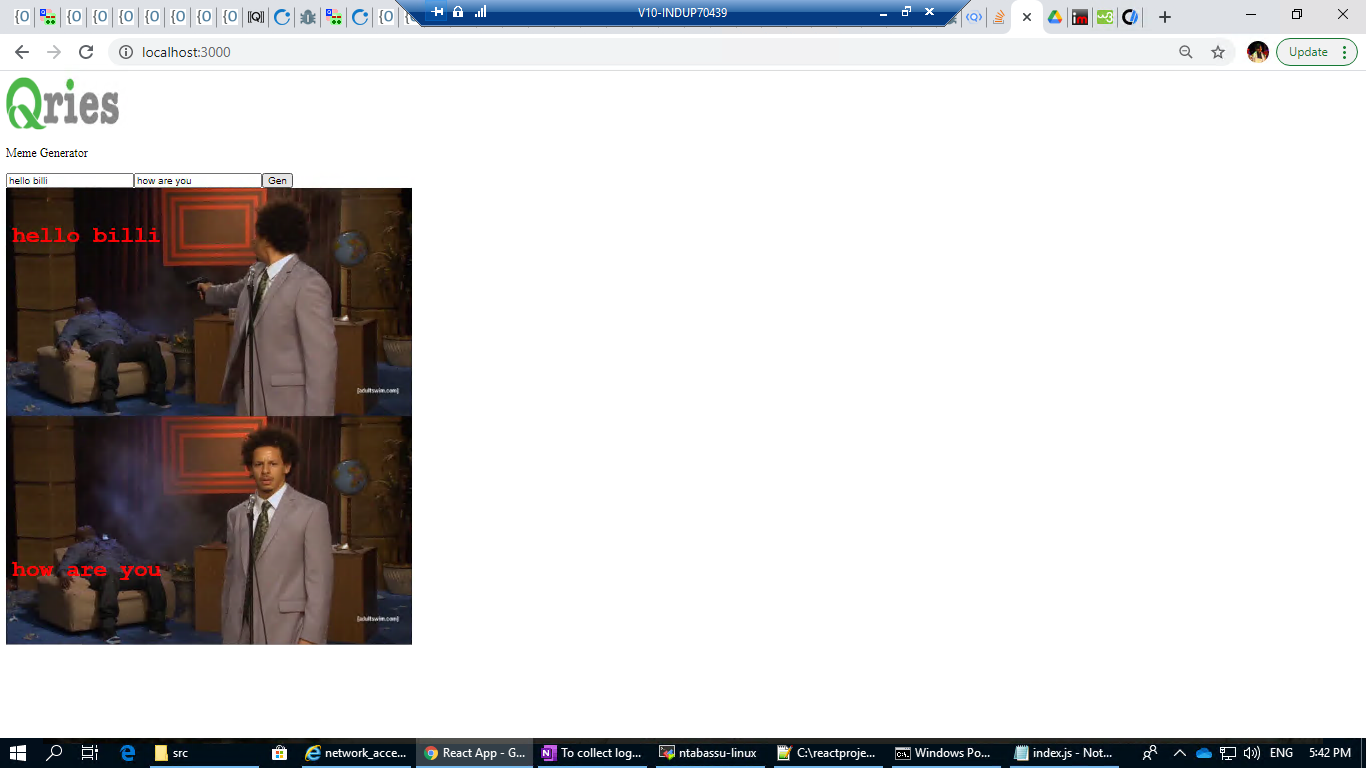 V10-INDUP70439
localhost:3000
Update
Qries
Meme Generator
hello billi how are you Gen
hello billi
[adultswim.com]
how are you
[adultswim.com]
src network_acce... React App - G... To collect log... ntabassu-linux C:\reactproje... Windows Po... index.js - Not... ENG 5:42 PM